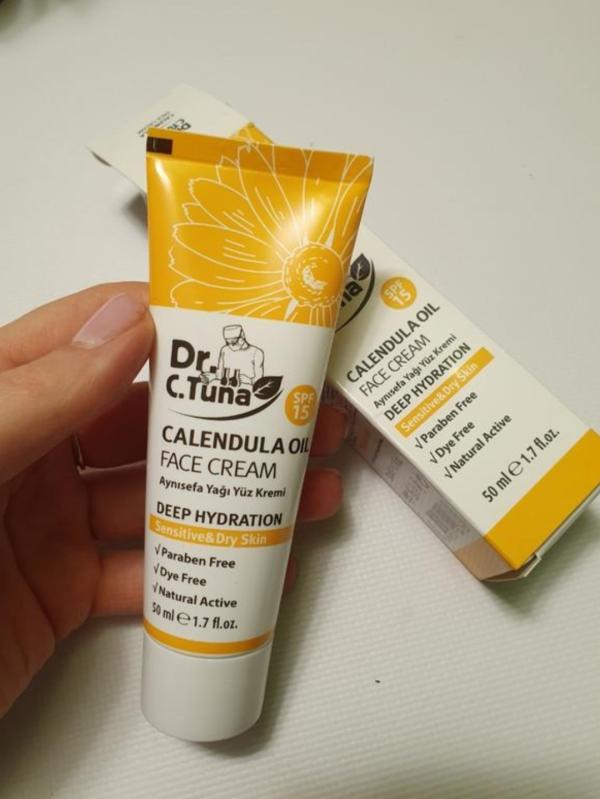 Dr.
C.Tuna
SPF
15
CALENDULA OIL
FACE CREAM
Aynısefa Yağı Yüz Kremi
DEEP HYDRATION
Sensitive&Dry Skin
√ Paraben Free
√ Dye Free
√ Natural Active
50 ml ℮ 1.7 fl.oz.
SPF
15
CALENDULA OIL
FACE CREAM
Aynısefa Yağı Yüz Kremi
DEEP HYDRATION
Sensitive&Dry Skin
√ Paraben Free
√ Dye Free
√ Natural Active
50 ml ℮ 1.7 fl.oz.